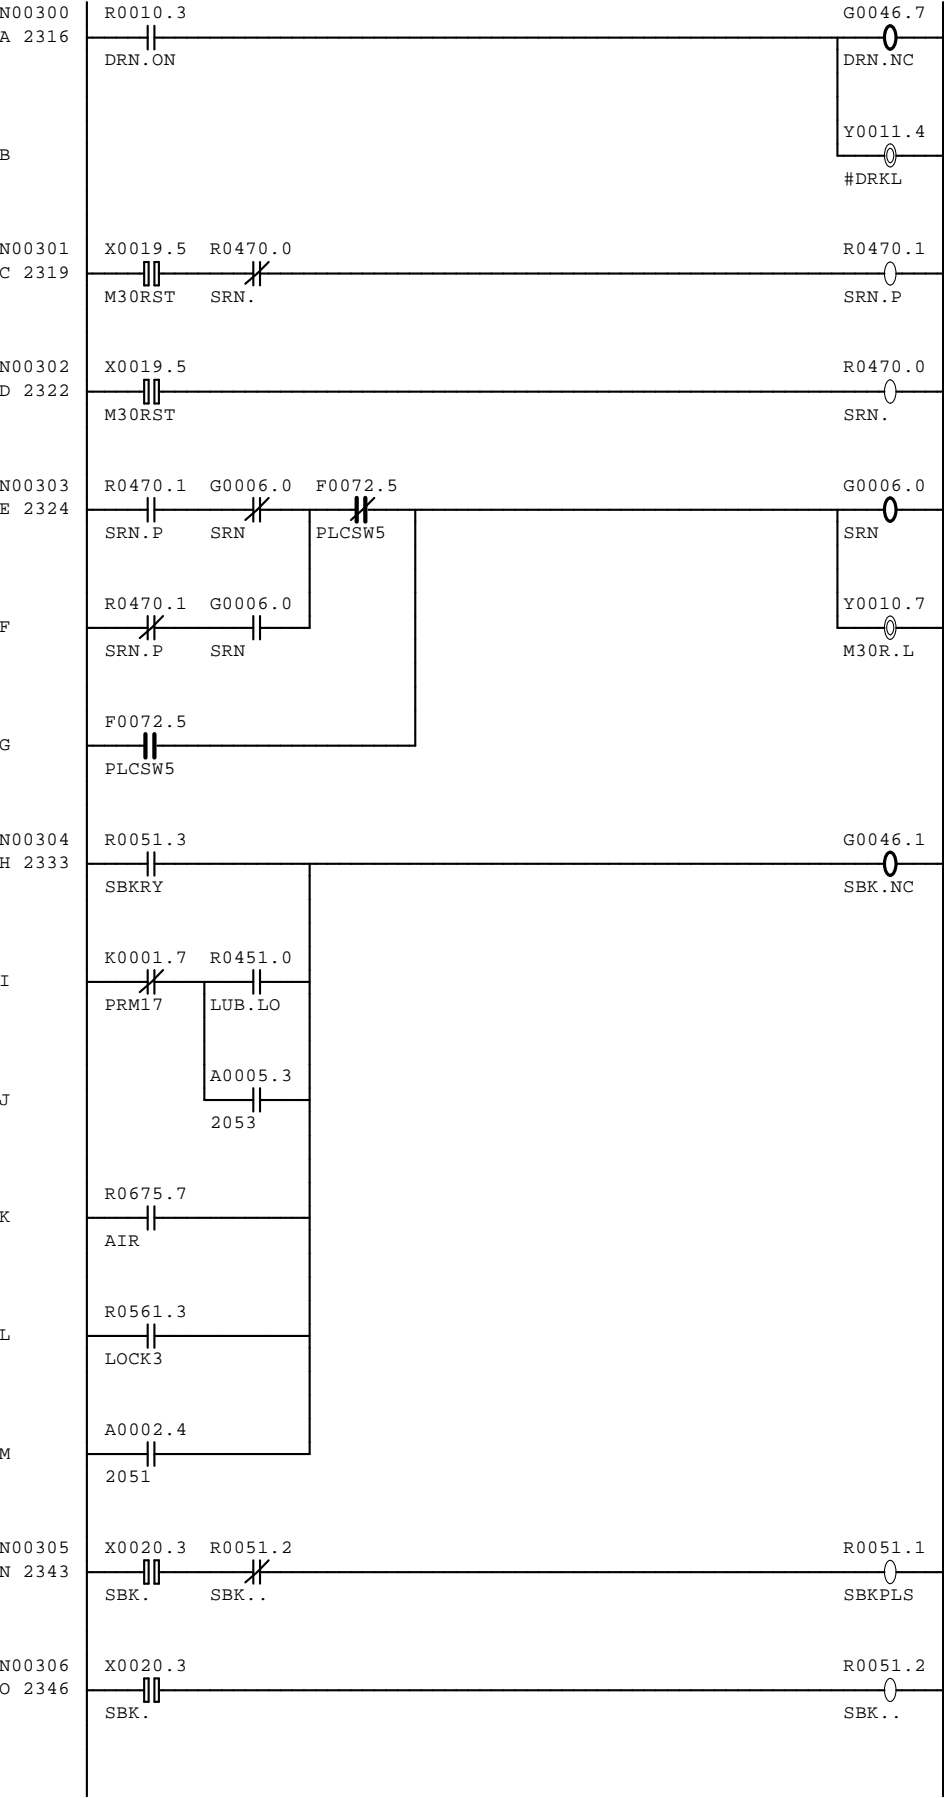 N00300 R0010.3 G0046.7
A 2316
DRN.ON DRN.NC
Y0011.4
B
#DRKL
N00301 X0019.5 R0470.0 R0470.1
C 2319
M30RST SRN. SRN.P
N00302 X0019.5 R0470.0
D 2322
M30RST SRN.
N00303 R0470.1 G0006.0 F0072.5 G0006.0
E 2324
SRN.P SRN PLCSW5 SRN
R0470.1 G0006.0 Y0010.7
F
SRN.P SRN M30R.L
F0072.5
G
PLCSW5
N00304 R0051.3 G0046.1
H 2333
SBKRY SBK.NC
K0001.7 R0451.0
I
PRM17 LUB.LO
A0005.3
J
2053
R0675.7
K
AIR
R0561.3
L
LOCK3
A0002.4
M
2051
N00305 X0020.3 R0051.2 R0051.1
N 2343
SBK. SBK.. SBKPLS
N00306 X0020.3 R0051.2
O 2346
SBK. SBK..